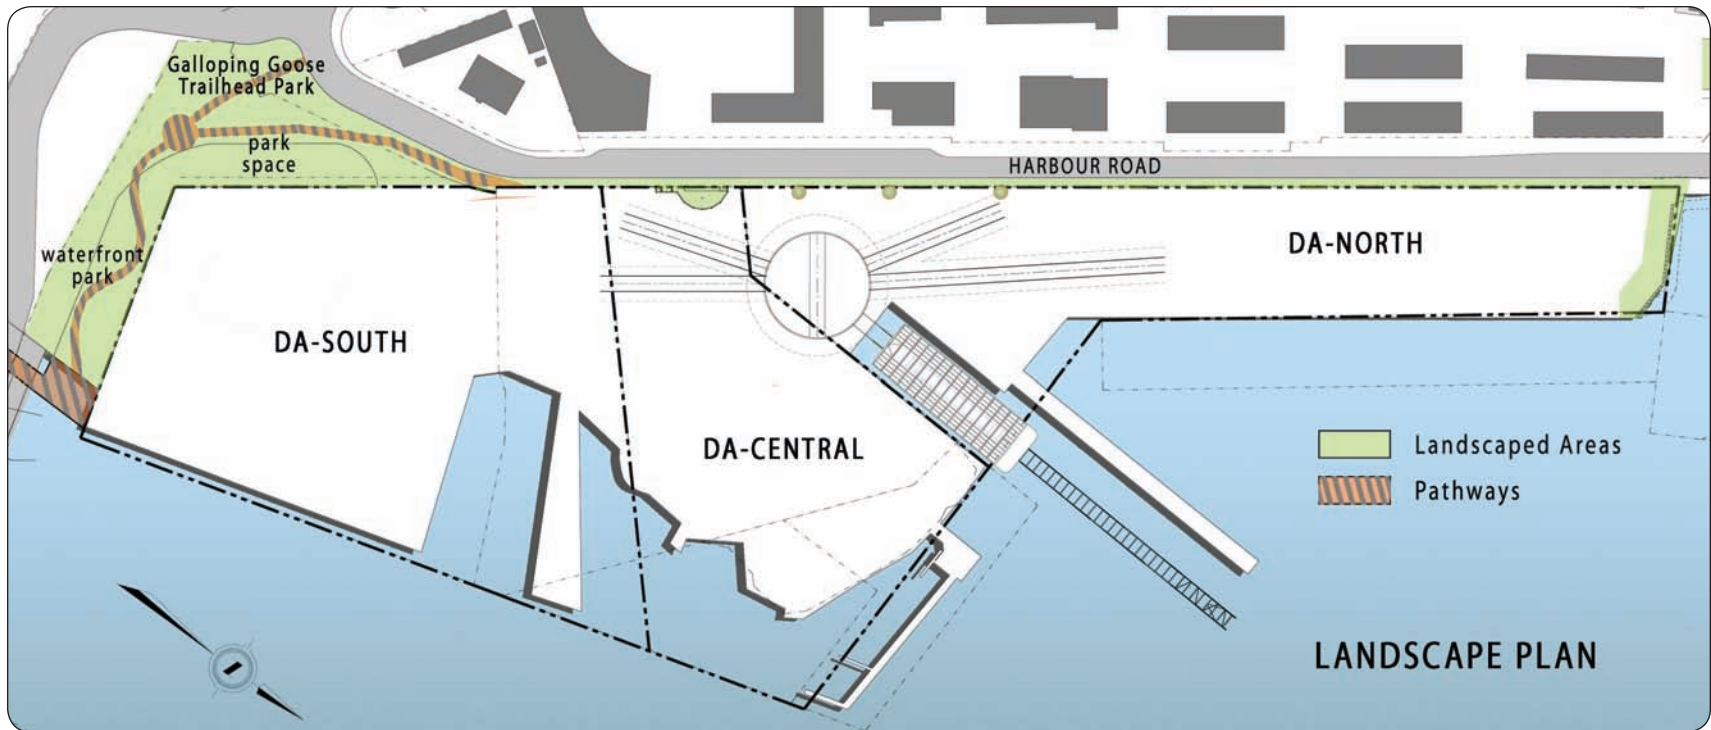 Galloping Goose
Trailhead Park
park
space
HARBOUR ROAD
waterfront
park
DA-NORTH
DA-SOUTH
DA-CENTRAL
Landscaped Areas
Pathways
LANDSCAPE PLAN